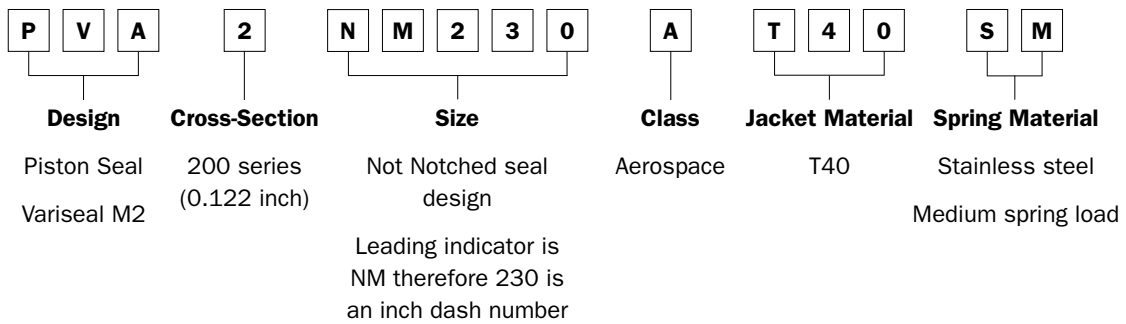 P V A 2 N M 2 3 0 A T 4 0 S M
Design Cross-Section Size Class Jacket Material Spring Material
Piston Seal
Variseal M2
200 series
(0.122 inch)
Not Notched seal
design
Leading indicator is
NM therefore 230 is
an inch dash number
Aerospace
T40
Stainless steel
Medium spring load